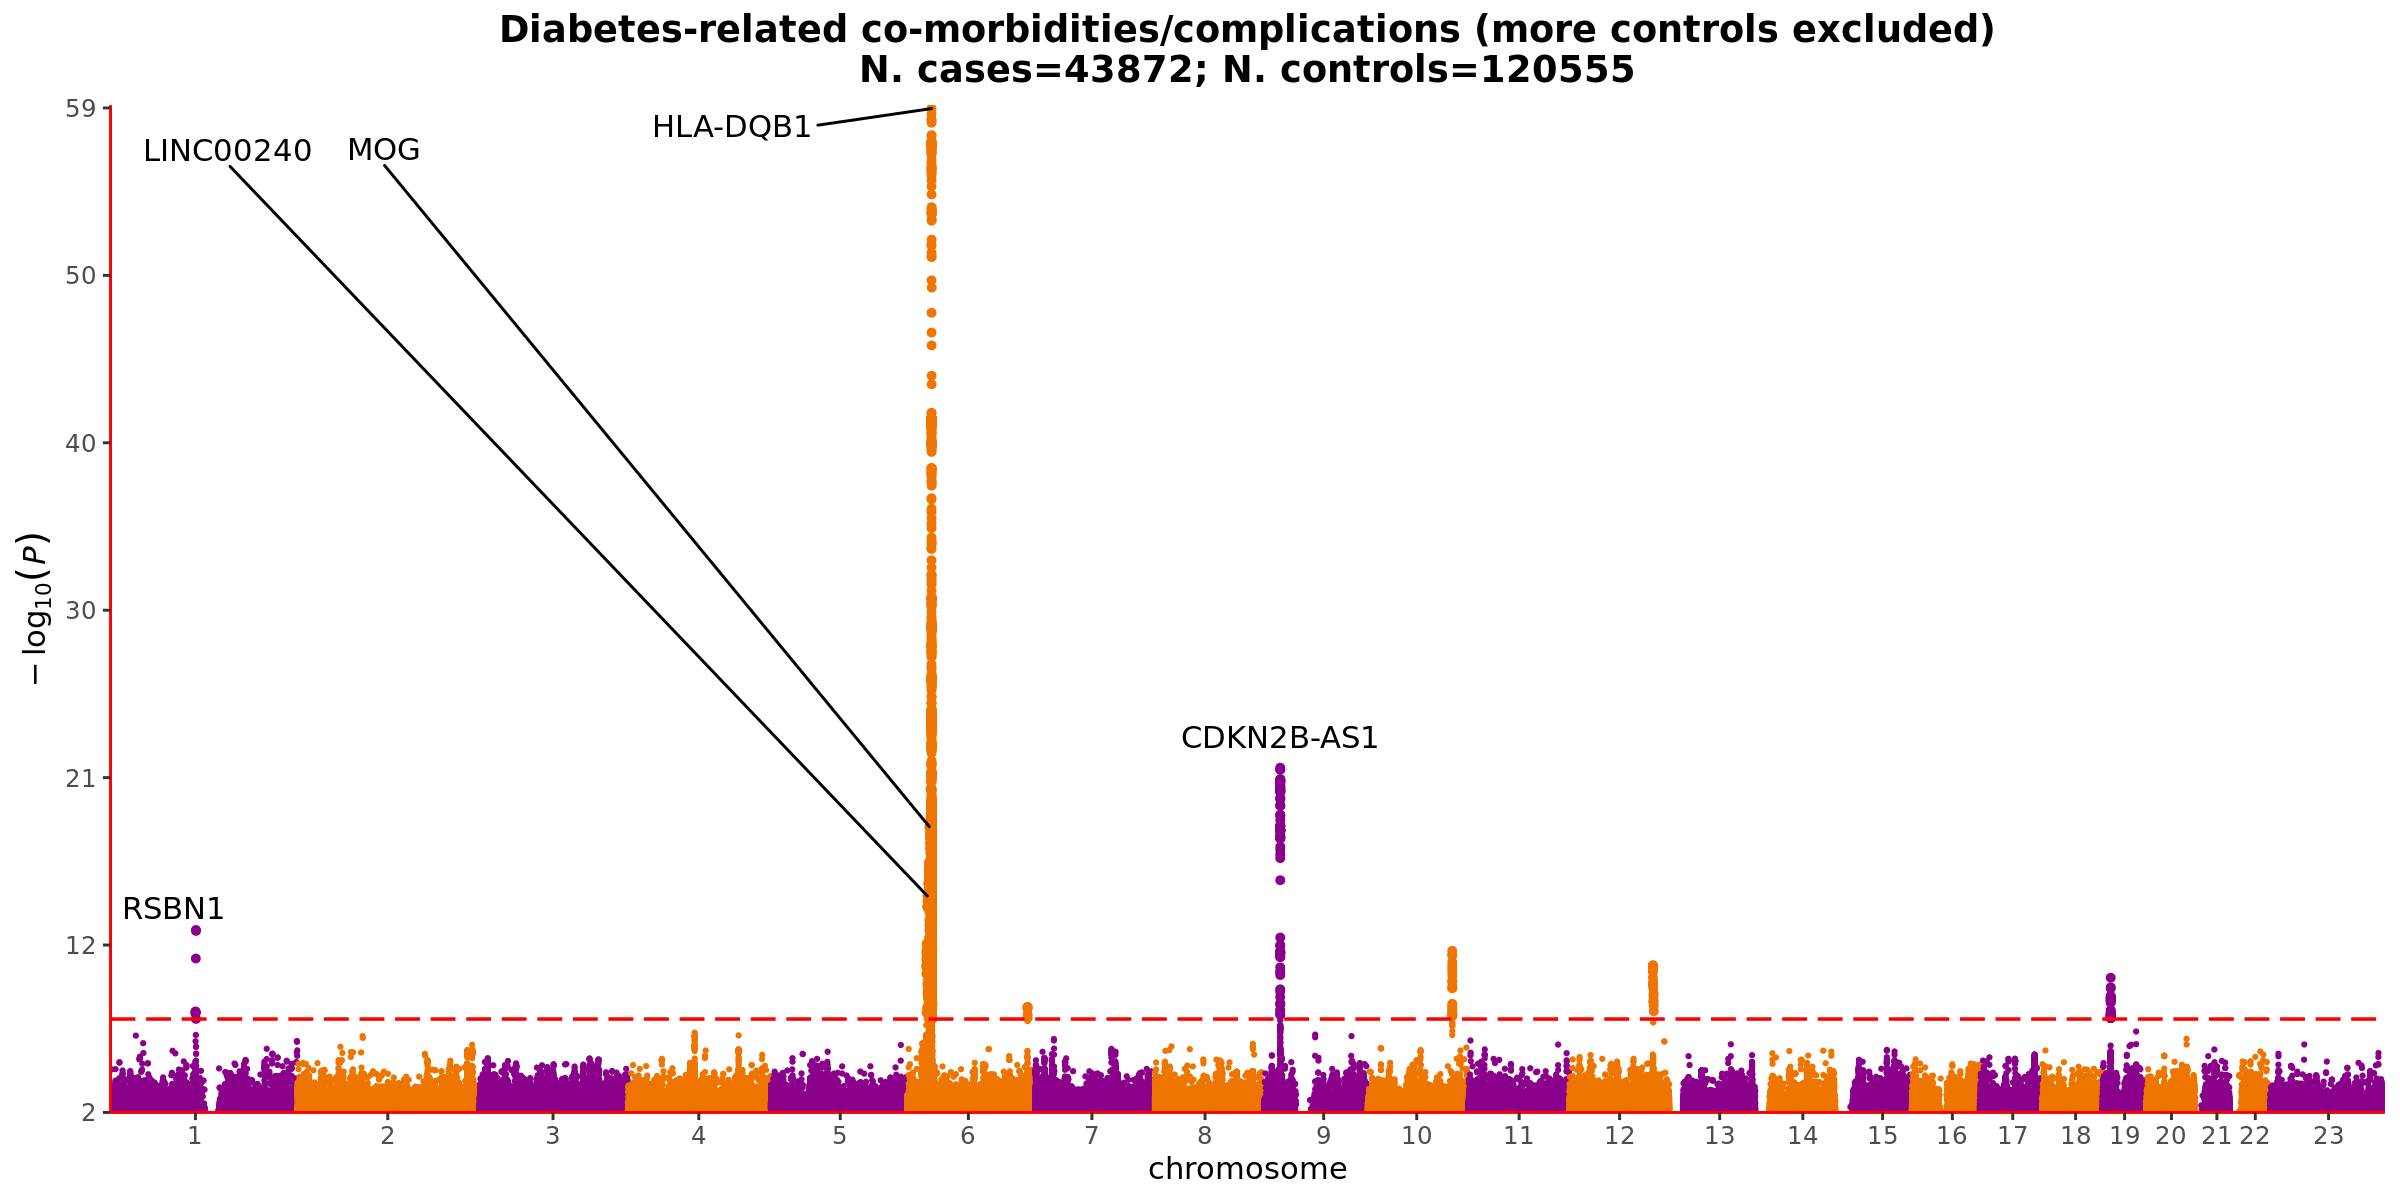 Diabetes-related co-morbidities/complications (more controls excluded)
N. cases=43872; N. controls=120555
59
HLA-DQB1
LINC00240 MOG
50
40
− log10(P)
30
CDKN2B-AS1
21
RSBN1
12
2
1 2 3 4 5 6 7 8 9 10 11 12 13 14 15 16 17 18 19 20 21 22 23
chromosome